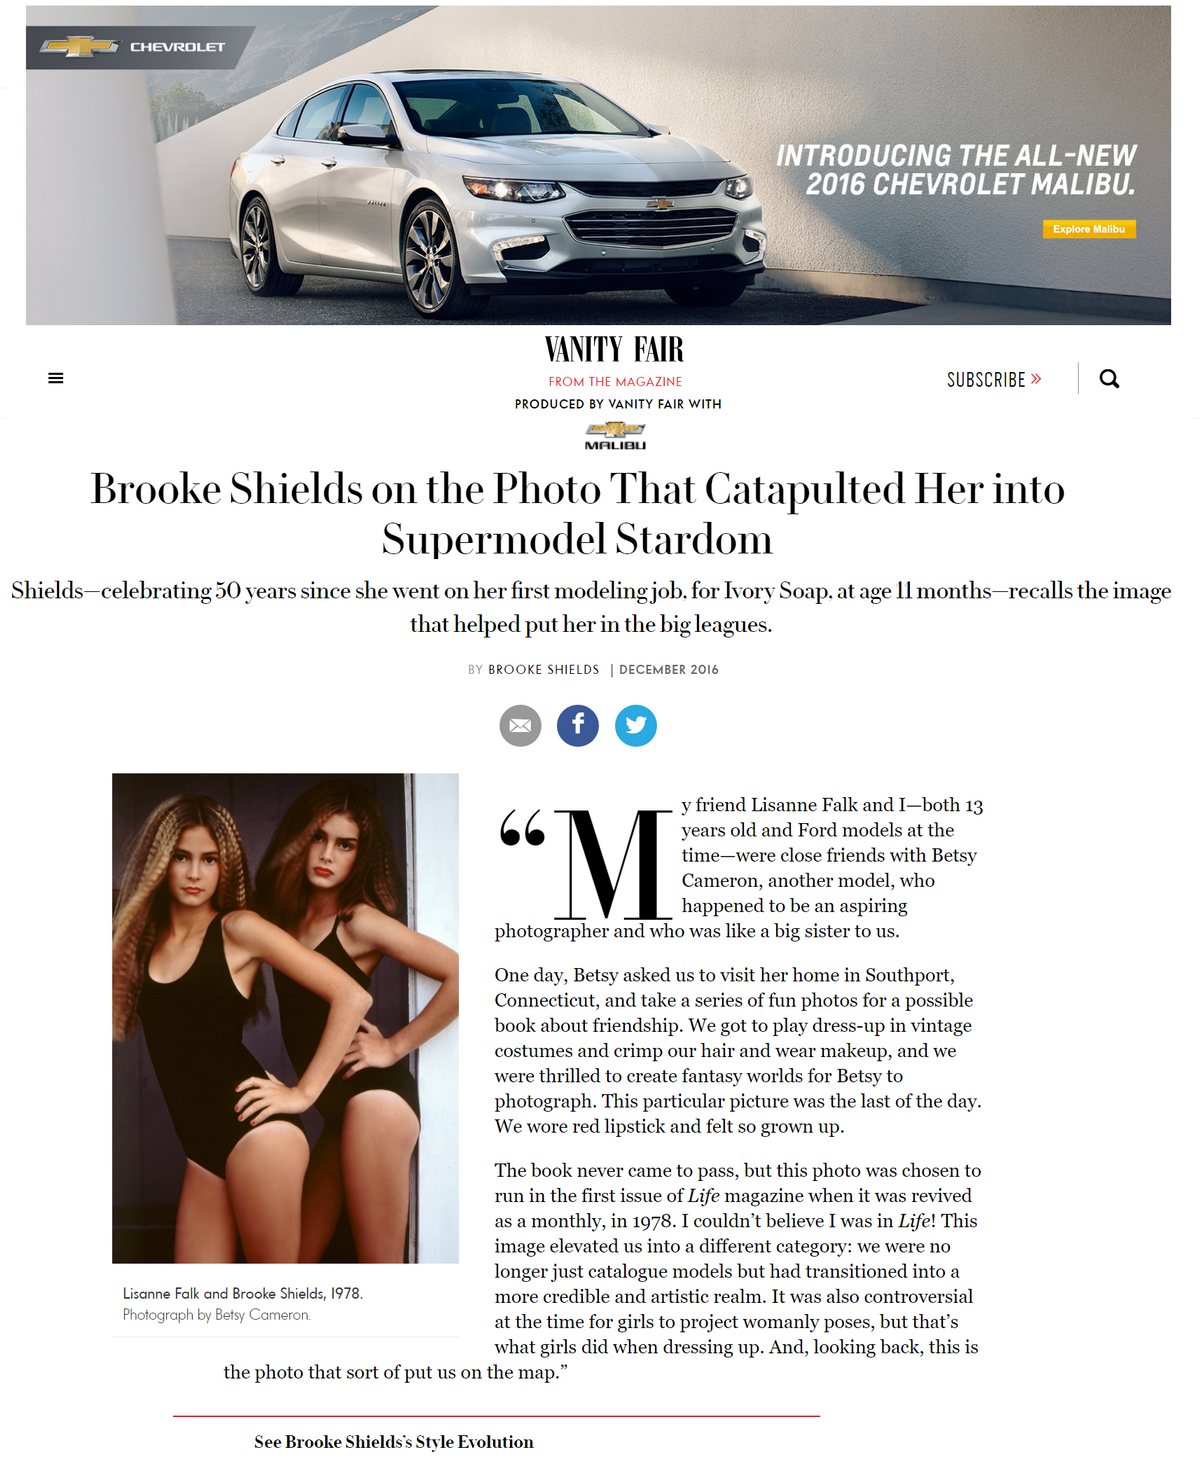 CHEVROLET
INTRODUCING THE ALL-NEW
2016 CHEVROLET MALIBU.
Explore Malibu
VANITY FAIR
FROM THE MAGAZINE
SUBSCRIBE »
PRODUCED BY VANITY FAIR WITH
MALIBU
Brooke Shields on the Photo That Catapulted Her into
Supermodel Stardom
Shields—celebrating 50 years since she went on her first modeling job, for Ivory Soap, at age 11 months—recalls the image
that helped put her in the big leagues.
BY BROOKE SHIELDS | DECEMBER 2016
“My friend Lisanne Falk and I—both 13
years old and Ford models at the
time—were close friends with Betsy
Cameron, another model, who
happened to be an aspiring
photographer and who was like a big sister to us.
One day, Betsy asked us to visit her home in Southport,
Connecticut, and take a series of fun photos for a possible
book about friendship. We got to play dress-up in vintage
costumes and crimp our hair and wear makeup, and we
were thrilled to create fantasy worlds for Betsy to
photograph. This particular picture was the last of the day.
We wore red lipstick and felt so grown up.
The book never came to pass, but this photo was chosen to
run in the first issue of Life magazine when it was revived
as a monthly, in 1978. I couldn’t believe I was in Life! This
image elevated us into a different category: we were no
longer just catalogue models but had transitioned into a
more credible and artistic realm. It was also controversial
at the time for girls to project womanly poses, but that’s
what girls did when dressing up. And, looking back, this is
the photo that sort of put us on the map.”
Lisanne Falk and Brooke Shields, 1978.
Photograph by Betsy Cameron.
See Brooke Shields's Style Evolution